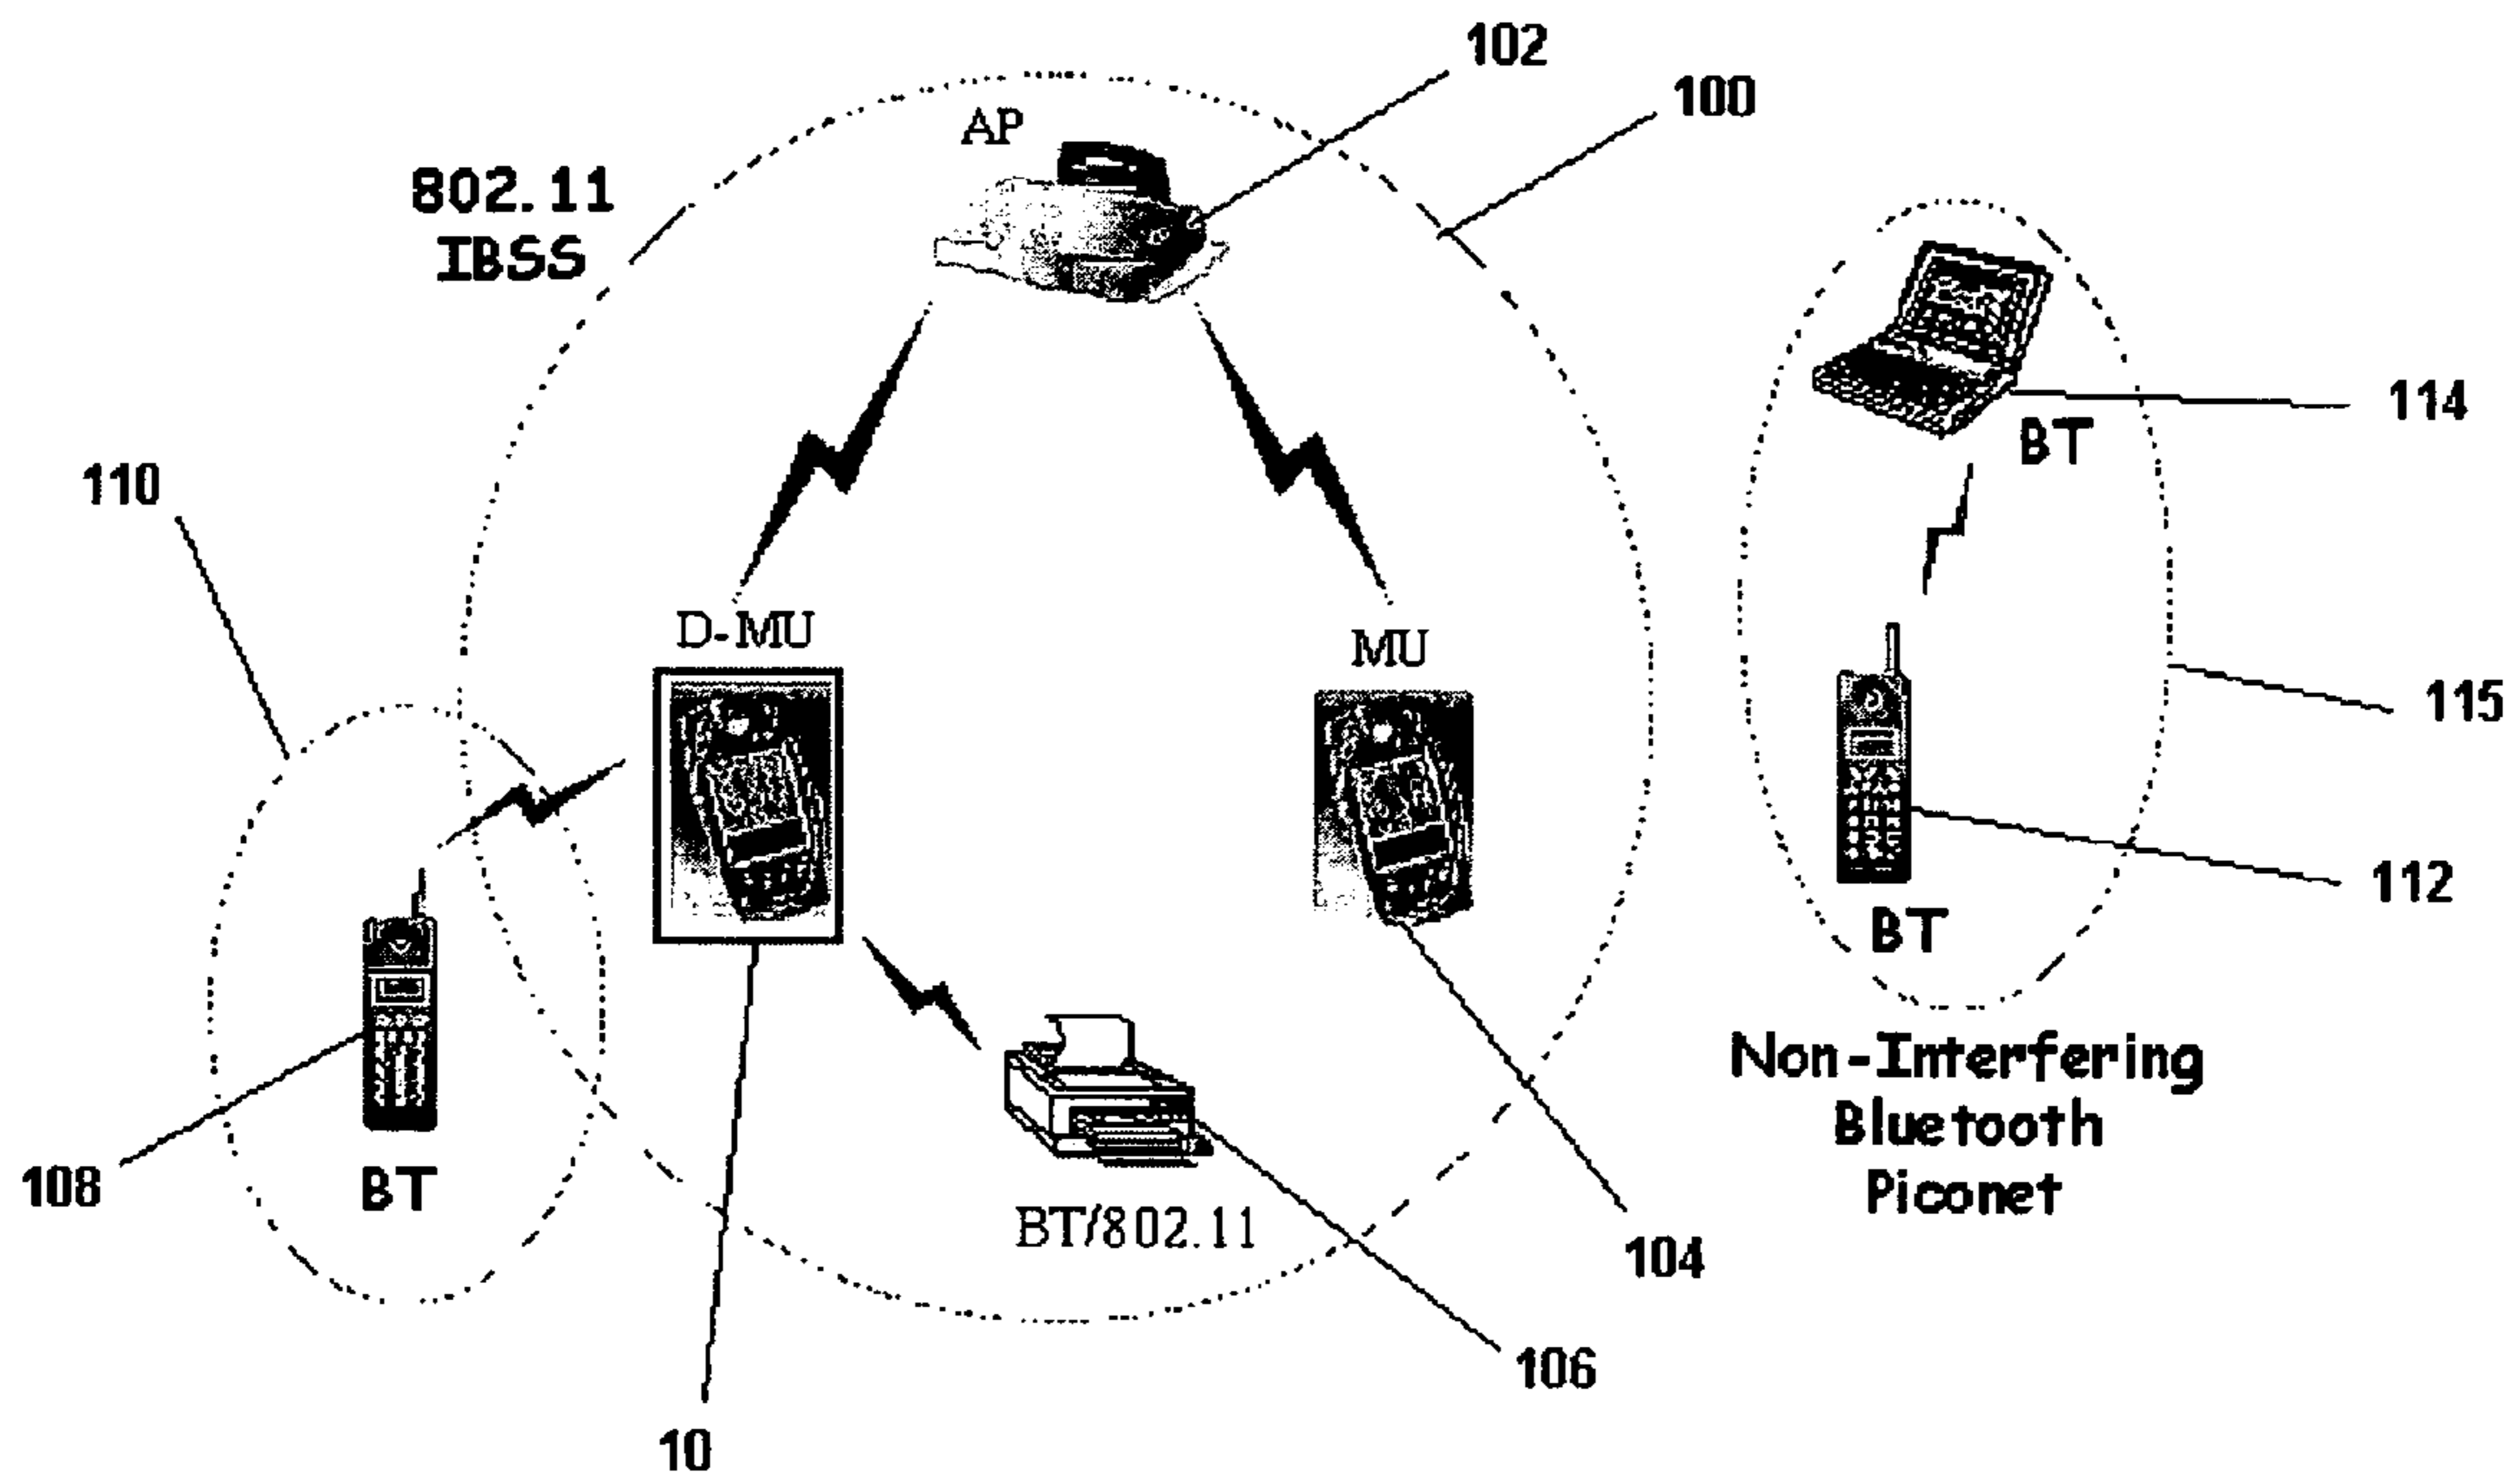 102
100
AP
802.11
IBSS
114
BT
110
D-MU
MU
115
112
BT
Non-Interfering
Bluetooth
Piconet
108
BT
BT/802.11
104
106
10